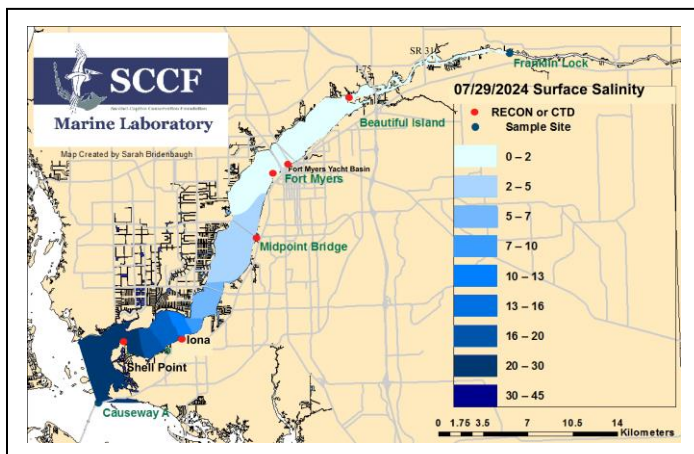 SCCF
Sanibel-Captiva Conservation Foundation
Marine Laboratory
Map Created by Sarah Bridenbaugh
I-75
SR 31
Franklin Lock
07/29/2024 Surface Salinity
RECON or CTD
Sample Site
Beautiful Island
Fort Myers Yacht Basin
Fort Myers
Midpoint Bridge
Iona
Shell Point
Causeway A
0 – 2
2 – 5
5 – 7
7 – 10
10 – 13
13 – 16
16 – 20
20 – 30
30 – 45
0 1.75 3.5 7 10.5 14
Kilometers